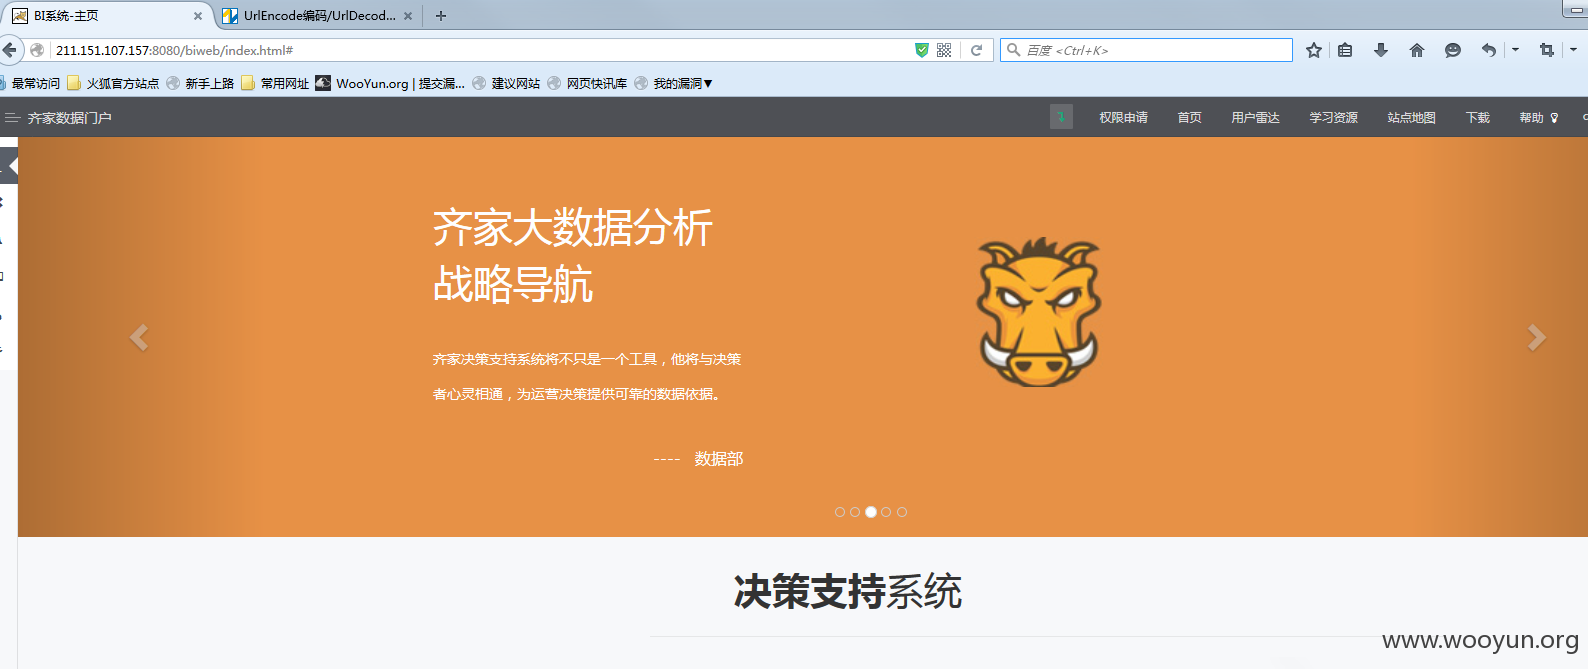 BI系统-主页
UrlEncode编码/UrlDecod...
211.151.107.157:8080/biweb/index.html#
百度 <Ctrl+K>
最常访问 火狐官方站点 新手上路 常用网址 WooYun.org | 提交漏... 建议网站 网页快讯库 我的漏洞▼
齐家数据门户
权限申请 首页 用户雷达 学习资源 站点地图 下载 帮助
齐家大数据分析
战略导航
齐家决策支持系统将不只是一个工具，他将与决策
者心灵相通，为运营决策提供可靠的数据依据。
---- 数据部
决策支持系统
www.wooyun.org